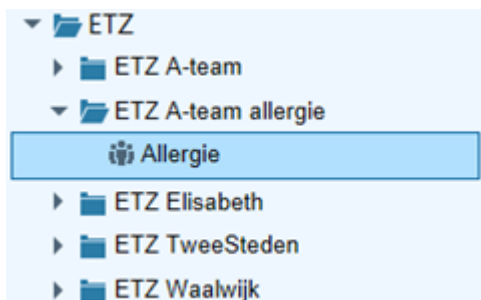 ETZ
ETZ A-team
ETZ A-team allergie
Allergie
ETZ Elisabeth
ETZ TweeSteden
ETZ Waalwijk